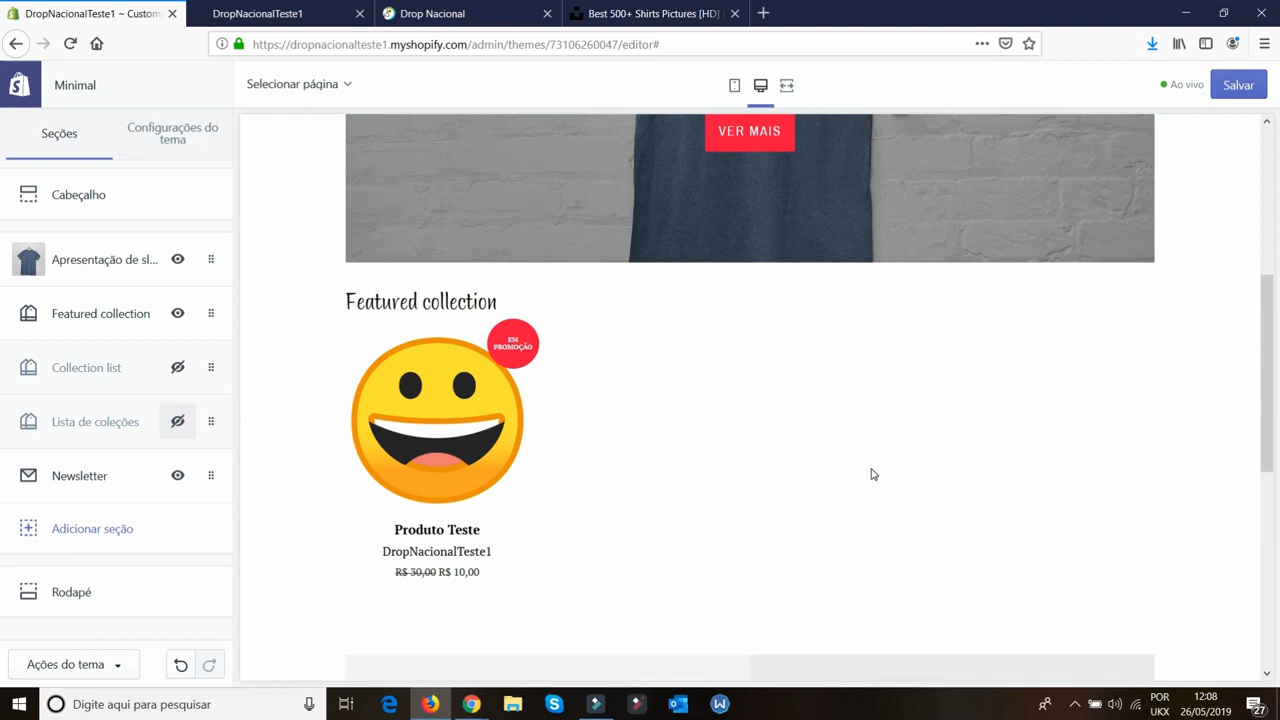 DropNacionalTeste1 ~ Custom
DropNacionalTeste1
Drop Nacional
Best 500+ Shirts Pictures [HD]
https://dropnacionalteste1.myshopify.com/admin/themes/73106260047/editor#
Minimal
Selecionar página
Ao vivo
Salvar
Seções
Configurações do
tema
Cabeçalho
Apresentação de sl...
Featured collection
Collection list
Lista de coleções
Newsletter
Adicionar seção
Rodapé
Ações do tema
VER MAIS
Featured collection
EM
PROMOÇÃO
Produto Teste
DropNacionalTeste1
R$ 30,00 R$ 10,00
Digite aqui para pesquisar
POR
UKX
12:08
26/05/2019
27